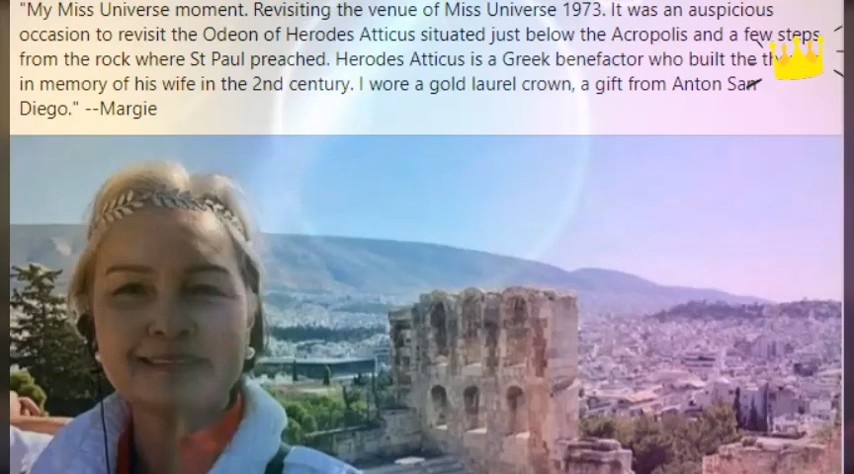 "My Miss Universe moment. Revisiting the venue of Miss Universe 1973. It was an auspicious
occasion to revisit the Odeon of Herodes Atticus situated just below the Acropolis and a few steps
from the rock where St Paul preached. Herodes Atticus is a Greek benefactor who built the
in memory of his wife in the 2nd century. I wore a gold laurel crown, a gift from Anton San
Diego." --Margie